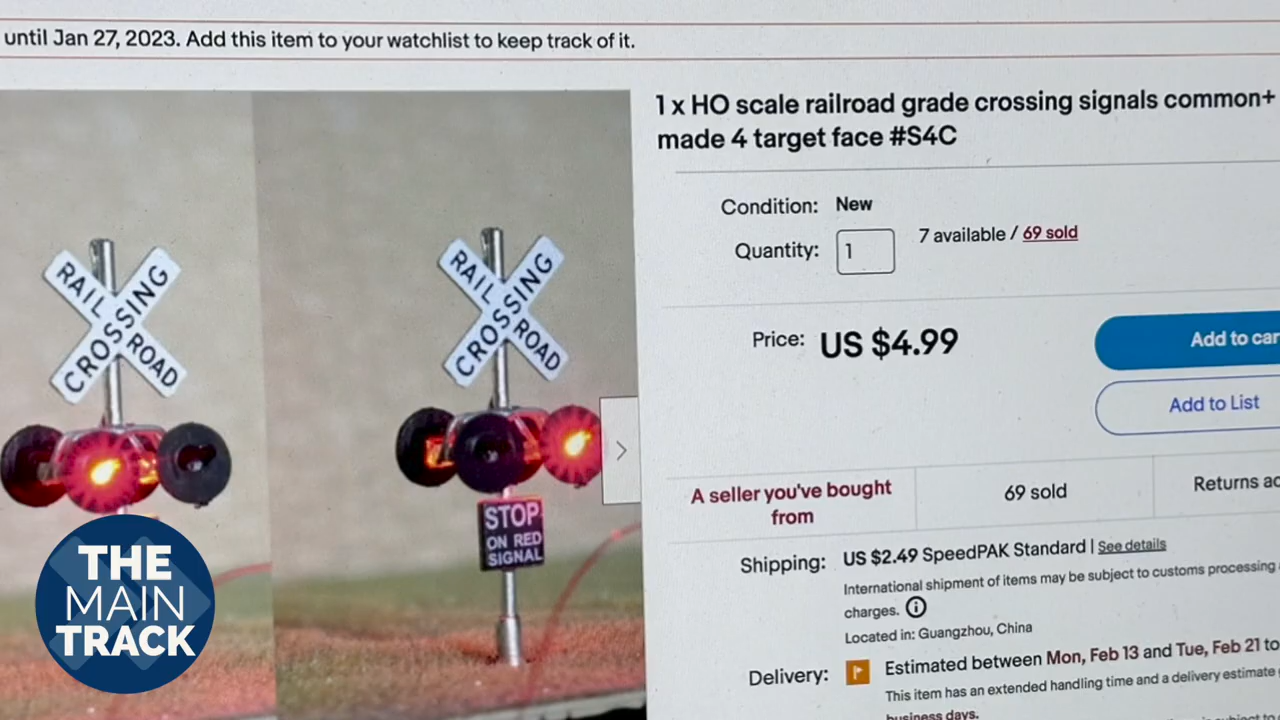 until Jan 27, 2023. Add this item to your watchlist to keep track of it.
1 x HO scale railroad grade crossing signals common+
made 4 target face #S4C
Condition: New
Quantity: 1
7 available / 69 sold
Price: US $4.99
Add to car
Add to List
A seller you've bought
from
69 sold
Returns ac
Shipping: US $2.49 SpeedPAK Standard | See details
International shipment of items may be subject to customs processing
charges.
Located in: Guangzhou, China
Delivery: Estimated between Mon, Feb 13 and Tue, Feb 21 to
This item has an extended handling time and a delivery estimate
business days.
RAIL ROAD
CROSSING
RAIL ROAD
CROSSING
STOP
ON RED
SIGNAL
THE
MAIN
TRACK